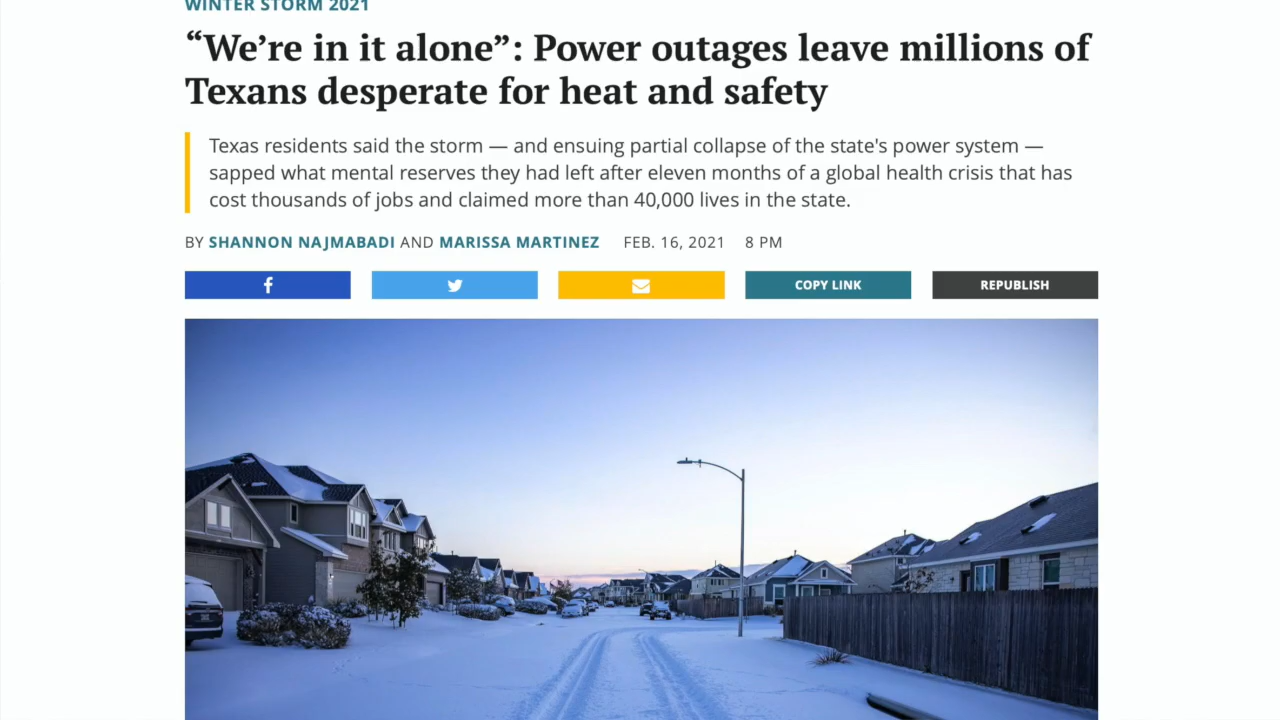 WINTER STORM 2021
“We’re in it alone”: Power outages leave millions of
Texans desperate for heat and safety
Texas residents said the storm — and ensuing partial collapse of the state's power system —
sapped what mental reserves they had left after eleven months of a global health crisis that has
cost thousands of jobs and claimed more than 40,000 lives in the state.
BY SHANNON NAJMABADI AND MARISSA MARTINEZ FEB. 16, 2021 8 PM
COPY LINK REPUBLISH